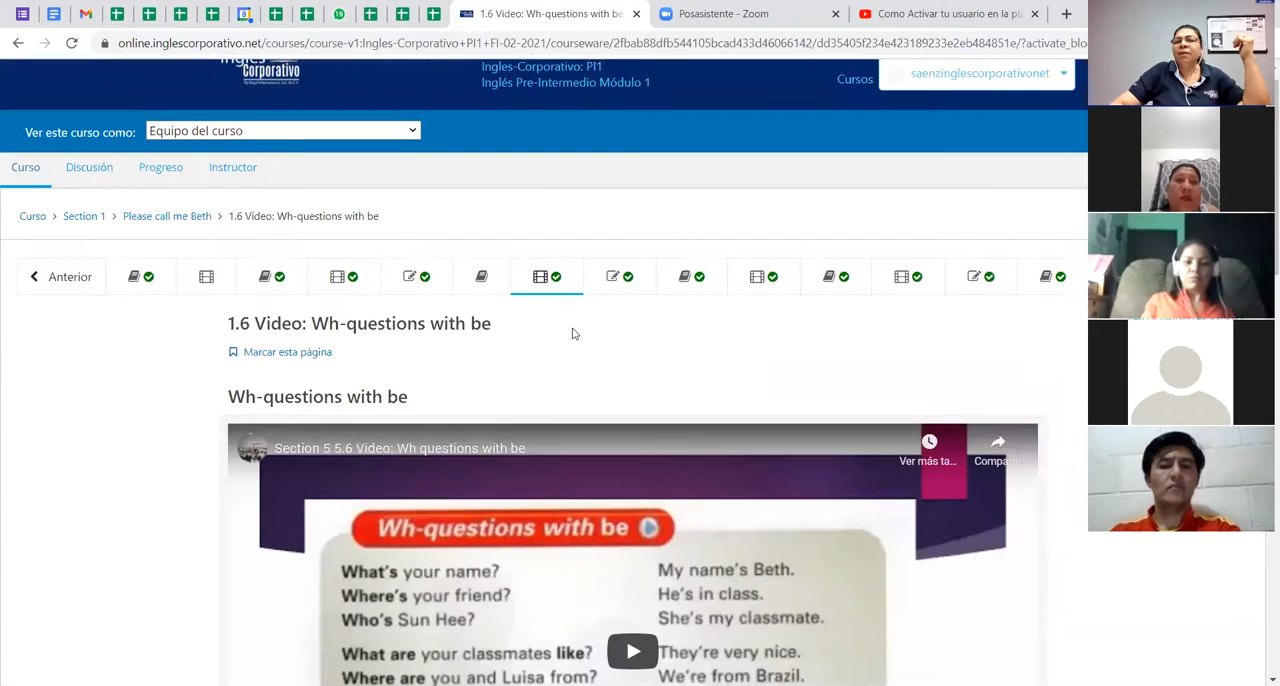 1.6 Video: Wh-questions with be
Posasistente - Zoom
Como Activar tu usuario en la pl
online.inglescorporativo.net/courses/course-v1:Ingles-Corporativo+PI1+FI-02-2021/courseware/2fbab88dfb544105bcad433d46066142/dd35405f234e423189233e2eb484851e/?activate_blo
Corporativo
Ingles-Corporativo: PI1
Inglés Pre-Intermedio Módulo 1
Cursos
saenzinglescorporativonet
Ver este curso como:
Equipo del curso
Curso
Discusión
Progreso
Instructor
Curso > Section 1 > Please call me Beth > 1.6 Video: Wh-questions with be
Anterior
1.6 Video: Wh-questions with be
Marcar esta página
Wh-questions with be
Section 5 5.6 Video: Wh questions with be
Ver más ta...
Compartir
Wh-questions with be
What's your name? My name's Beth.
Where's your friend? He's in class.
Who's Sun Hee? She's my classmate.
What are your classmates like? They're very nice.
Where are you and Luisa from? We're from Brazil.